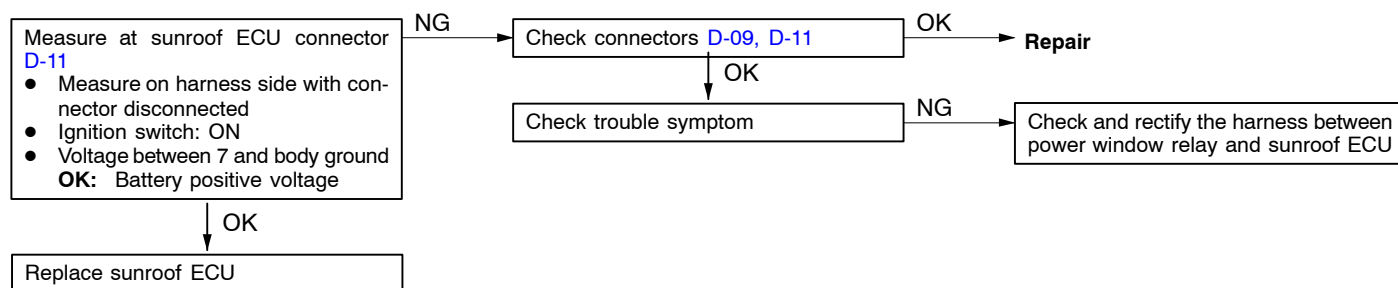 Measure at sunroof ECU connector
D-11
● Measure on harness side with con-
nector disconnected
● Ignition switch: ON
● Voltage between 7 and body ground
OK: Battery positive voltage
NG
Check connectors D-09, D-11
OK
Repair
OK
Check trouble symptom
NG
Check and rectify the harness between
power window relay and sunroof ECU
OK
Replace sunroof ECU